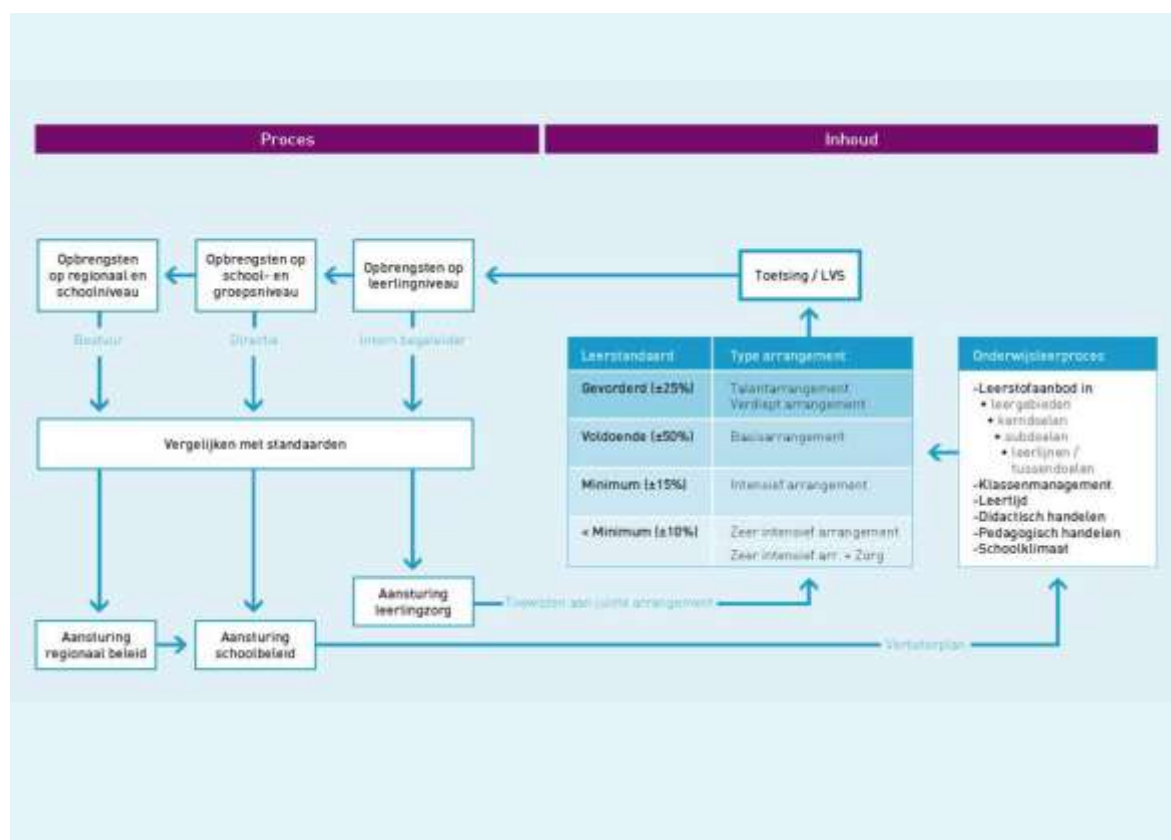 Proces
Inhoud
Opbrengsten
op regionaal en
schoolniveau
Opbrengsten op
school- en
groepsniveau
Opbrengsten op
leerlingniveau
Toetsing / LVS
Bestuur
Directie
Intern begeleider
Vergelijken met standaarden
Leerstandaard
Type arrangement
Gevorderd (±25%)
Talentarrangement
Verdiept arrangement
Voldoende (±50%)
Basisarrangement
Minimum (±15%)
Intensief arrangement
< Minimum (±10%)
Zeer intensief arrangement
Zeer intensief arr. + Zorg
Onderwijsleerproces
-Leerstofaanbod in
• leergebieden
• kerndoelen
• subdoelen
• leerlijnen /
tussendoelen
-Klassenmanagement
-Leertijd
-Didactisch handelen
-Pedagogisch handelen
-Schoolklimaat
Aansturing
leerlingzorg
Toewijzen aan juiste arrangement
Aansturing
regionaal beleid
Aansturing
schoolbeleid
Verbeterplan